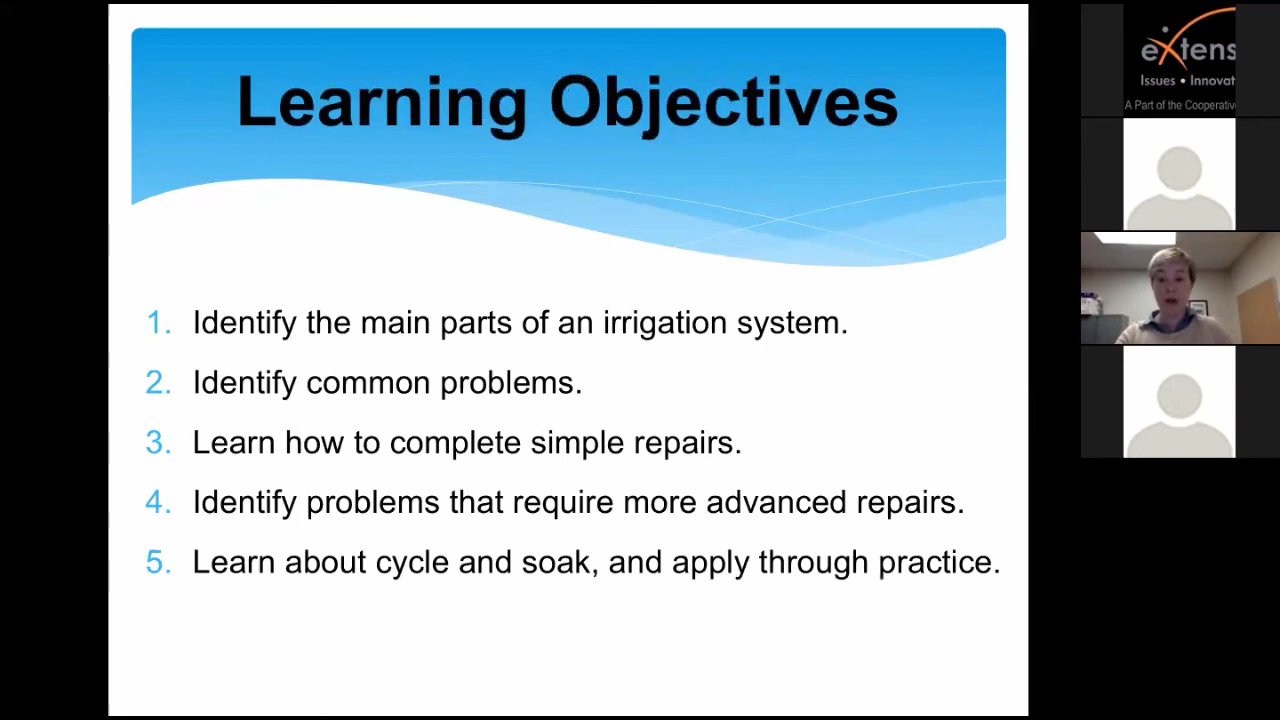 Learning Objectives
1. Identify the main parts of an irrigation system.
2. Identify common problems.
3. Learn how to complete simple repairs.
4. Identify problems that require more advanced repairs.
5. Learn about cycle and soak, and apply through practice.
eXtens
Issues • Innovat
A Part of the Cooperative